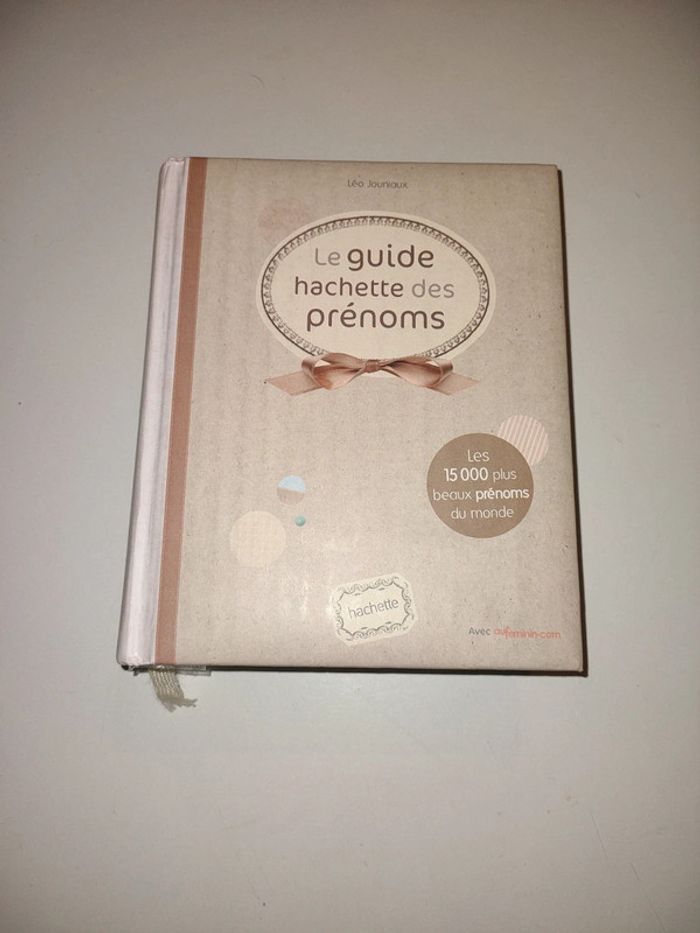 Léo Jouniaux
Le guide
hachette des
prénoms
Les
15 000 plus
beaux prénoms
du monde
hachette
Avec aufeminin.com